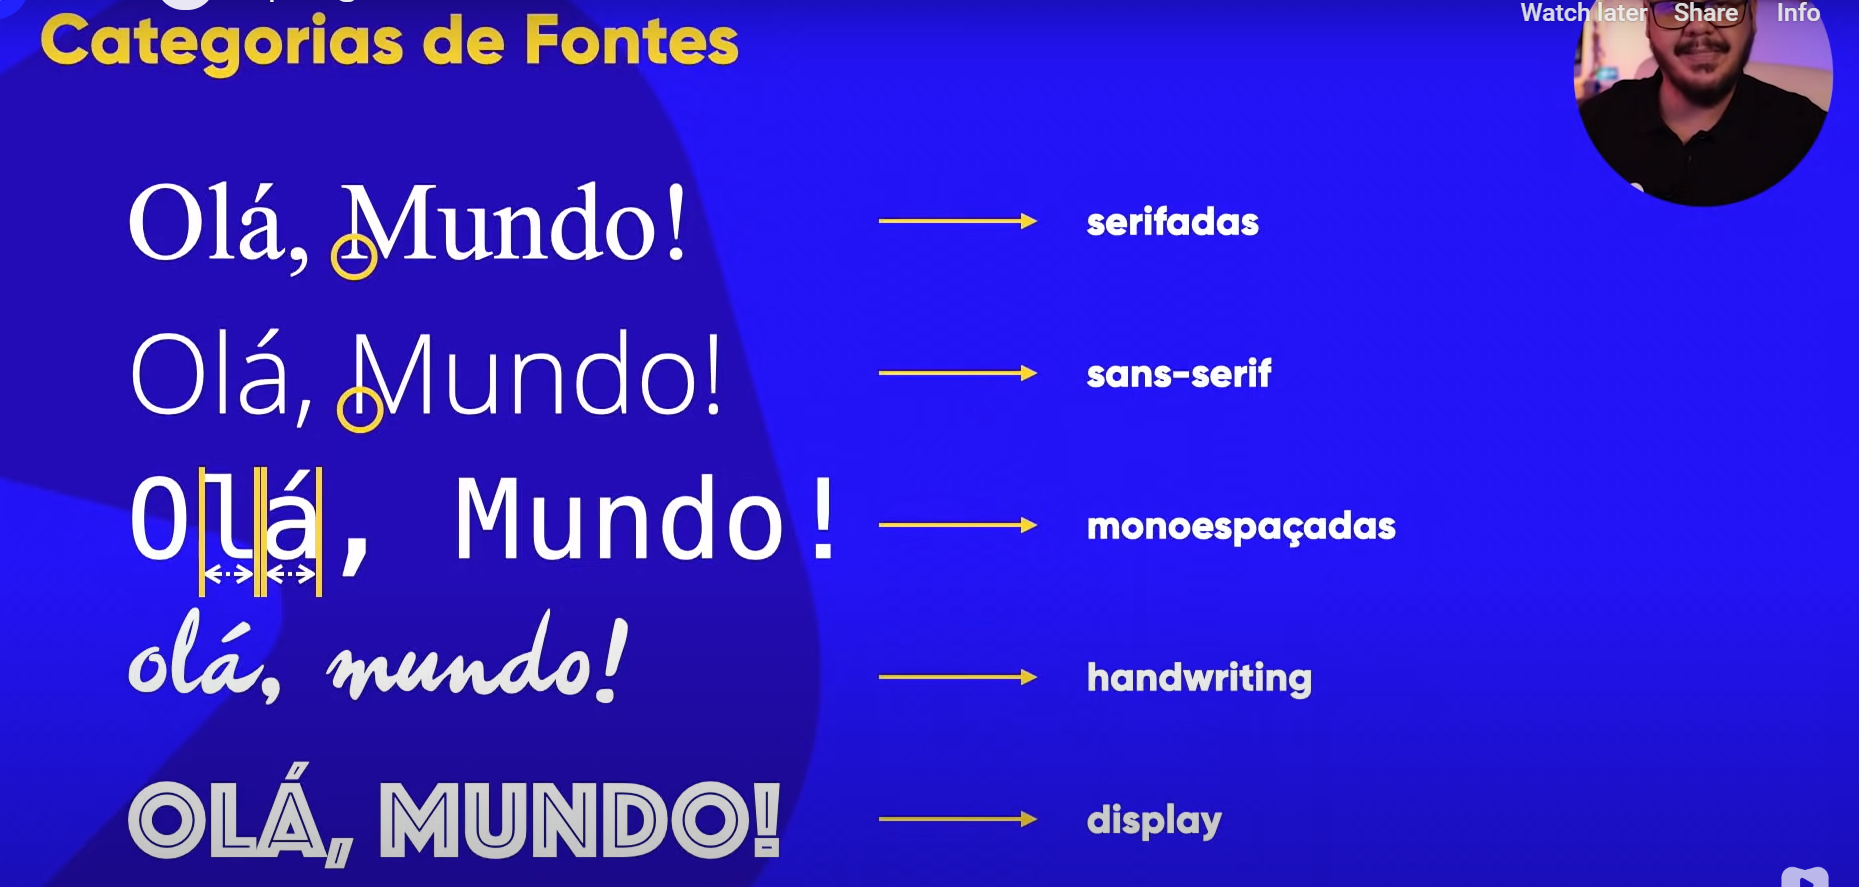 Watch later Share Info
Categorias de Fontes
Olá, Mundo!
serifadas
Olá, Mundo!
sans-serif
Olá, Mundo!
monoespaçadas
olá, mundo!
handwriting
OLÁ, MUNDO!
display